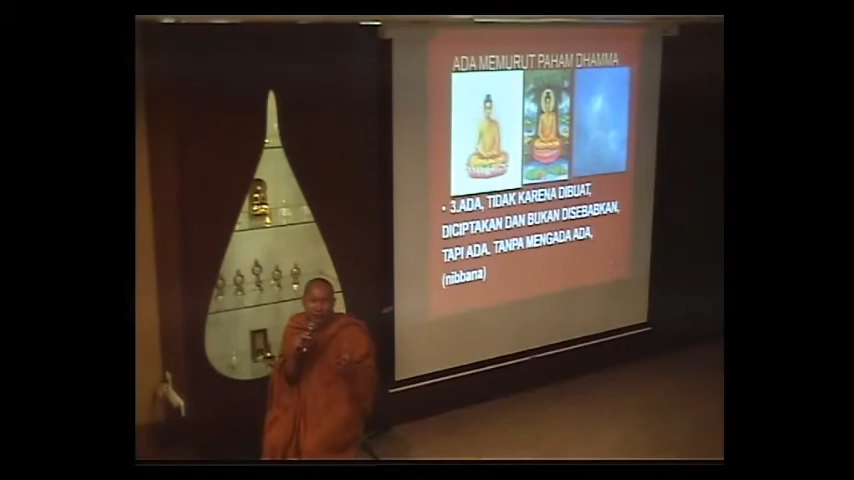 ADA MEMURUT PAHAM DHAMMA
• 3.ADA, TIDAK KARENA DIBUAT,
DICIPTAKAN DAN BUKAN DISEBABKAN,
TAPI ADA. TANPA MENGADA ADA,
(nibbana)